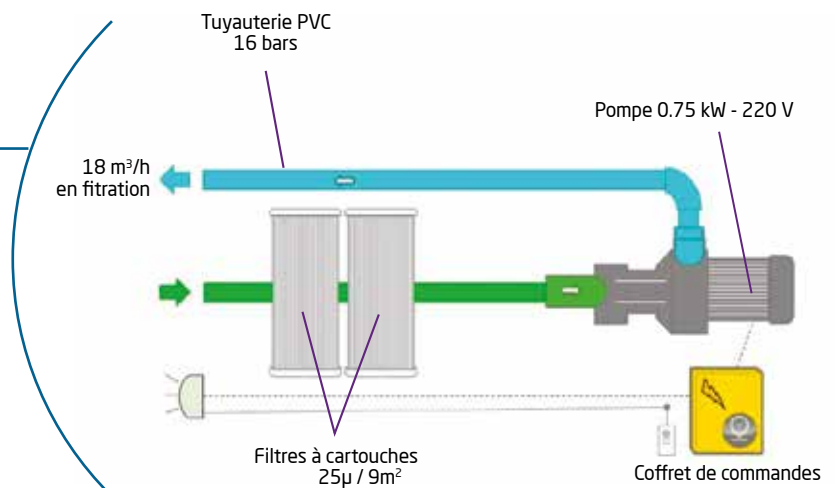 Tuyauterie PVC
16 bars
Pompe 0.75 kW - 220 V
18 m³/h
en fitration
Filtres à cartouches
25µ / 9m²
Coffret de commandes